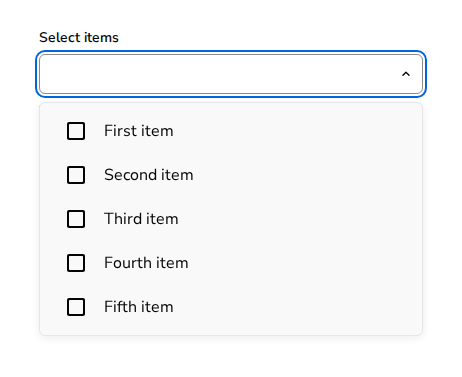 Select items
First item
Second item
Third item
Fourth item
Fifth item